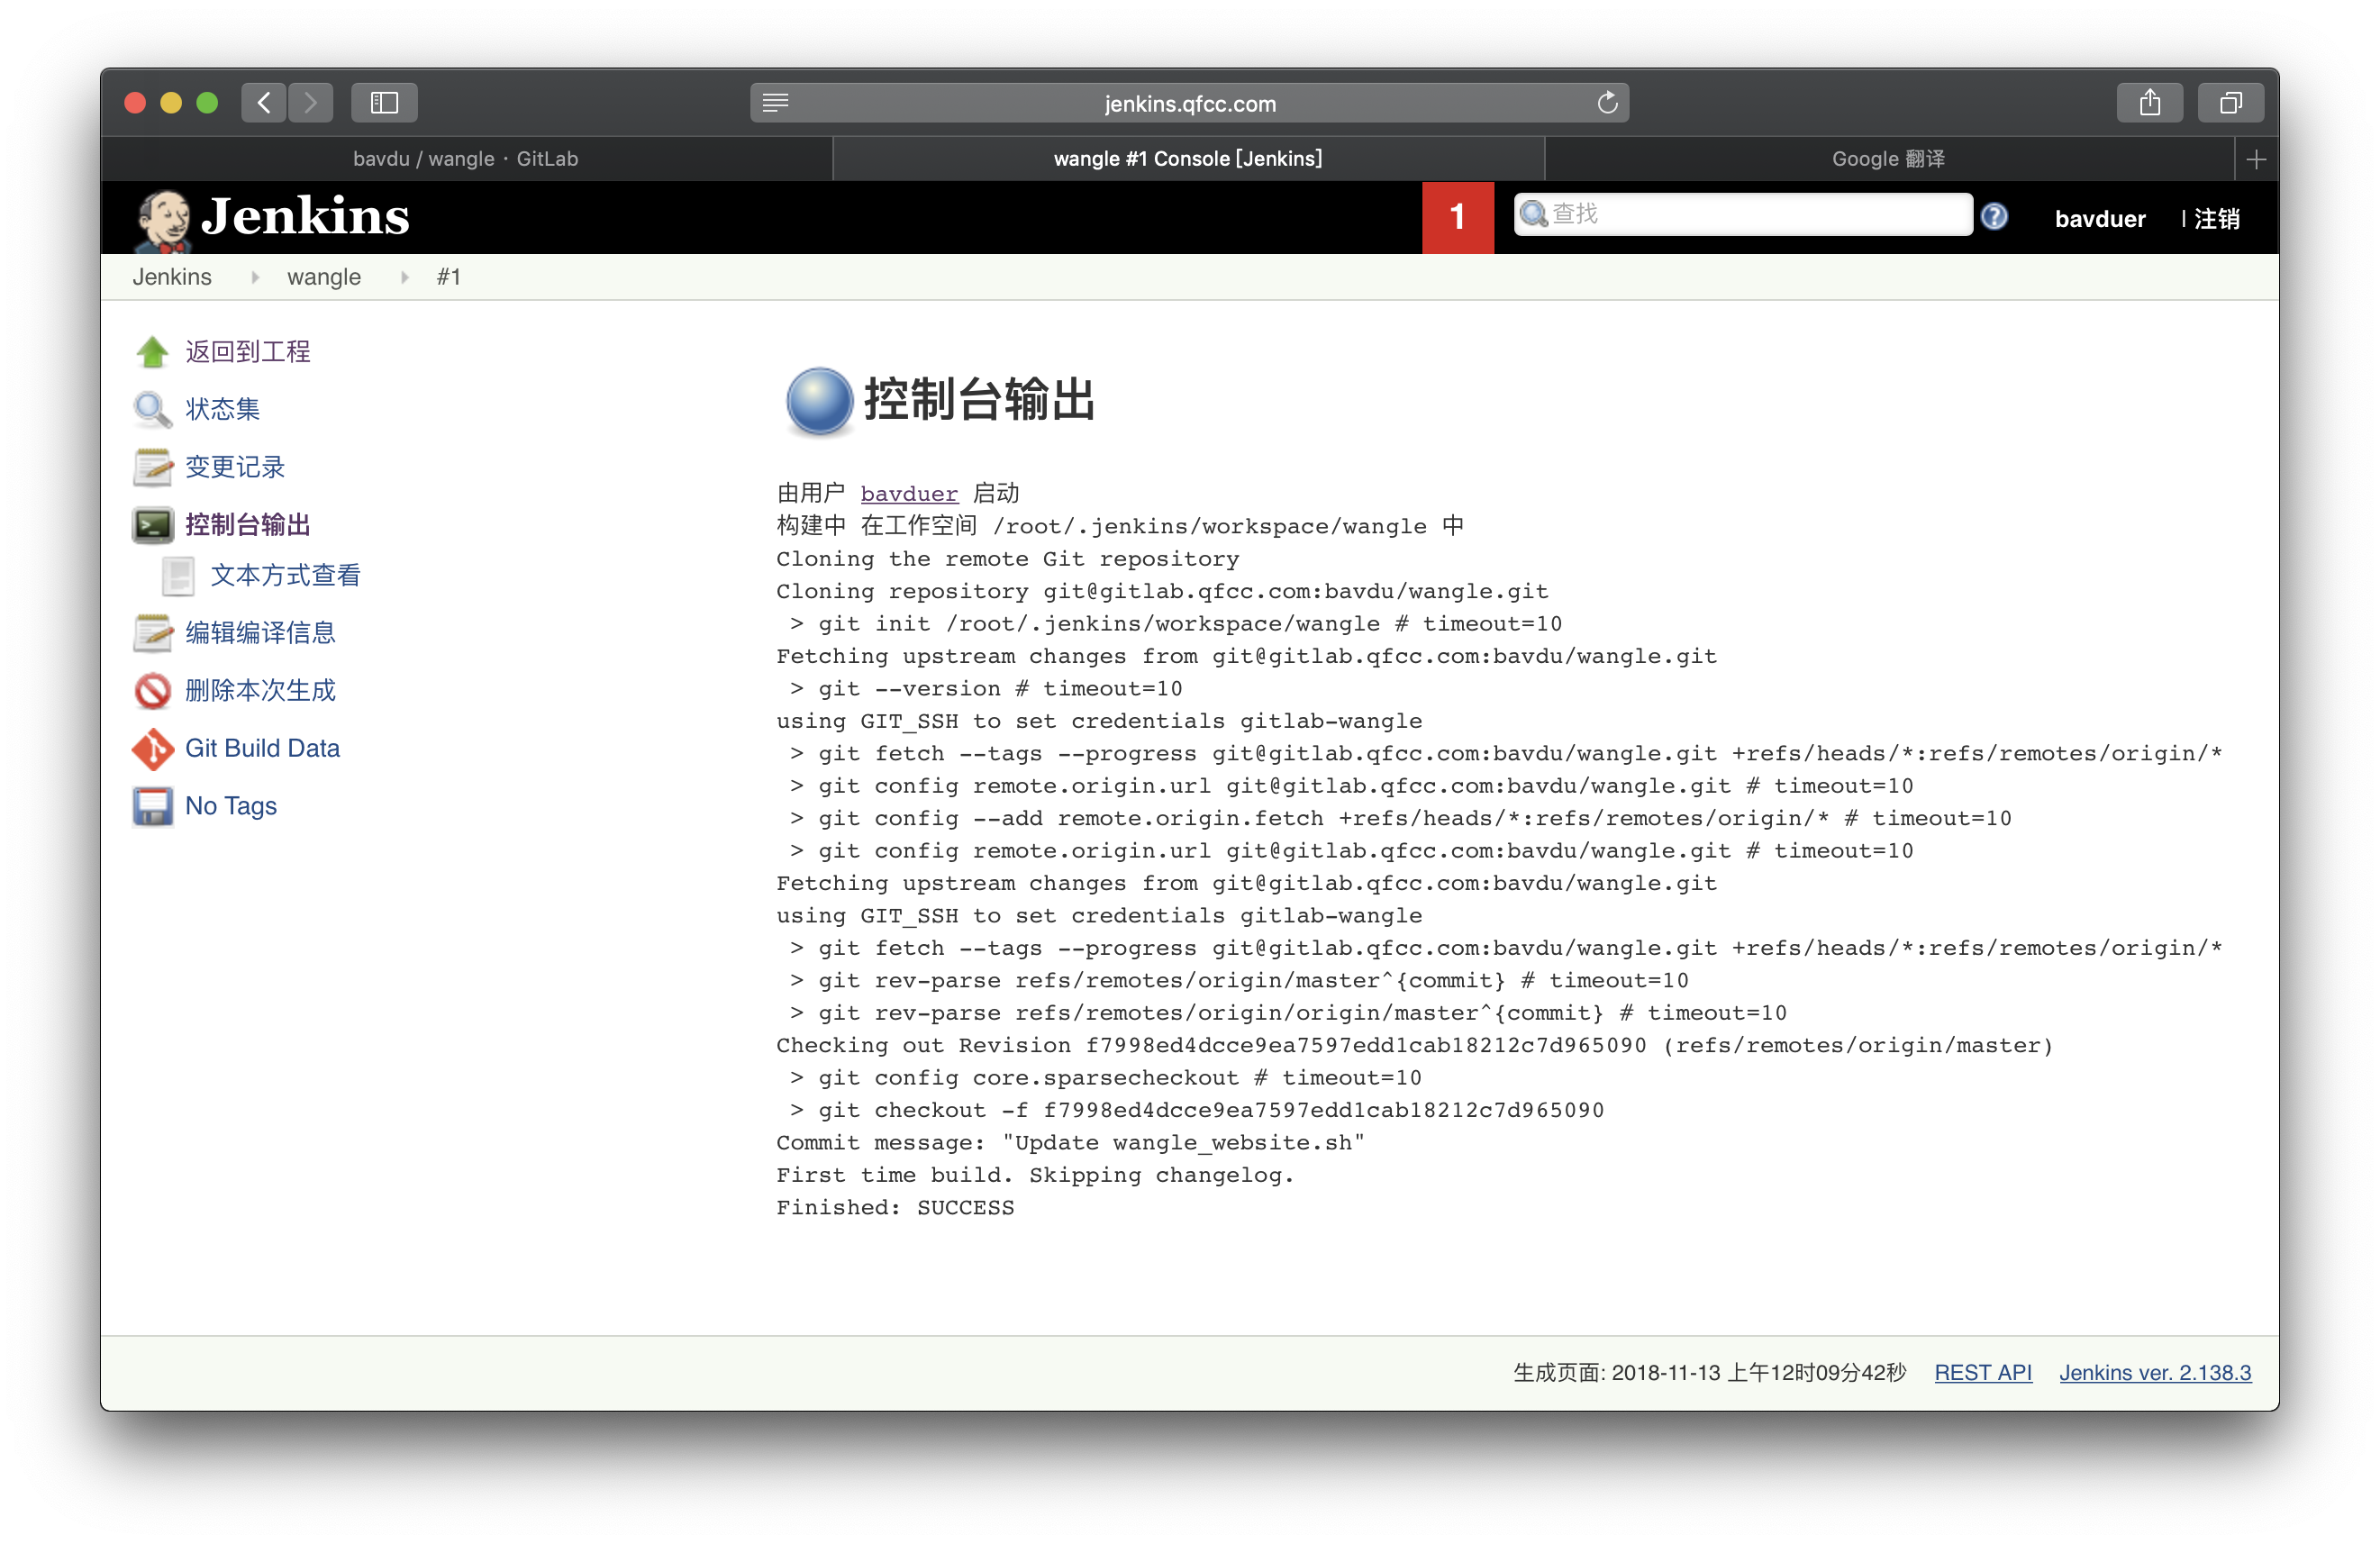 jenkins.qfcc.com
bavdu / wangle · GitLab
wangle #1 Console [Jenkins]
Google 翻译
Jenkins
1
查找
bavduer
| 注销
Jenkins
wangle
#1
返回到工程
状态集
变更记录
控制台输出
文本方式查看
编辑编译信息
删除本次生成
Git Build Data
No Tags
控制台输出
由用户 bavduer 启动
构建中 在工作空间 /root/.jenkins/workspace/wangle 中
Cloning the remote Git repository
Cloning repository git@gitlab.qfcc.com:bavdu/wangle.git
> git init /root/.jenkins/workspace/wangle # timeout=10
Fetching upstream changes from git@gitlab.qfcc.com:bavdu/wangle.git
> git --version # timeout=10
using GIT_SSH to set credentials gitlab-wangle
> git fetch --tags --progress git@gitlab.qfcc.com:bavdu/wangle.git +refs/heads/*:refs/remotes/origin/*
> git config remote.origin.url git@gitlab.qfcc.com:bavdu/wangle.git # timeout=10
> git config --add remote.origin.fetch +refs/heads/*:refs/remotes/origin/* # timeout=10
> git config remote.origin.url git@gitlab.qfcc.com:bavdu/wangle.git # timeout=10
Fetching upstream changes from git@gitlab.qfcc.com:bavdu/wangle.git
using GIT_SSH to set credentials gitlab-wangle
> git fetch --tags --progress git@gitlab.qfcc.com:bavdu/wangle.git +refs/heads/*:refs/remotes/origin/*
> git rev-parse refs/remotes/origin/master^{commit} # timeout=10
> git rev-parse refs/remotes/origin/origin/master^{commit} # timeout=10
Checking out Revision f7998ed4dcce9ea7597edd1cab18212c7d965090 (refs/remotes/origin/master)
> git config core.sparsecheckout # timeout=10
> git checkout -f f7998ed4dcce9ea7597edd1cab18212c7d965090
Commit message: "Update wangle_website.sh"
First time build. Skipping changelog.
Finished: SUCCESS
生成页面: 2018-11-13 上午12时09分42秒
REST API
Jenkins ver. 2.138.3